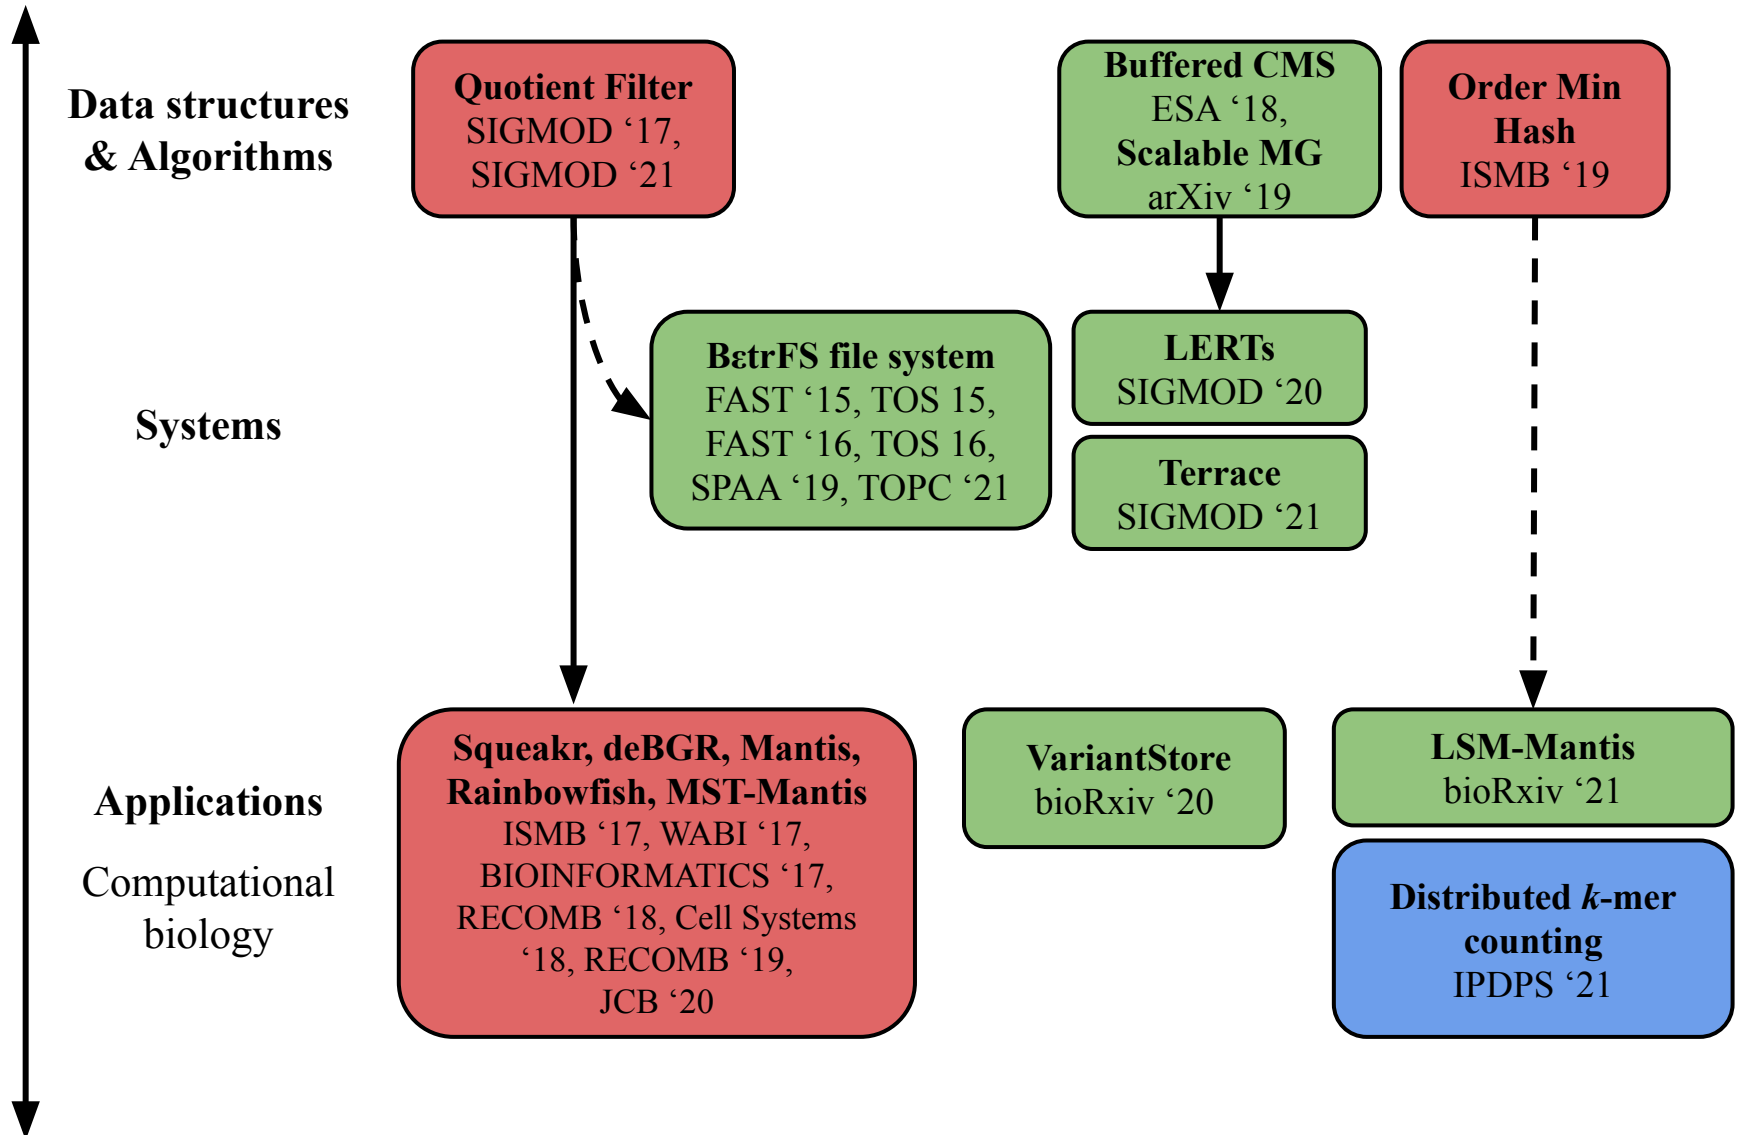 Data structures
& Algorithms
Quotient Filter
SIGMOD ‘17,
SIGMOD ‘21
Buffered CMS
ESA ‘18,
Scalable MG
arXiv ‘19
Order Min
Hash
ISMB ‘19
Systems
BεtrFS file system
FAST ‘15, TOS 15,
FAST ‘16, TOS 16,
SPAA ‘19, TOPC ‘21
LERTs
SIGMOD ‘20
Terrace
SIGMOD ‘21
Applications
Computational
biology
Squeakr, deBGR, Mantis,
Rainbowfish, MST-Mantis
ISMB ‘17, WABI ‘17,
BIOINFORMATICS ‘17,
RECOMB ‘18, Cell Systems
‘18, RECOMB ‘19,
JCB ‘20
VariantStore
bioRxiv ‘20
LSM-Mantis
bioRxiv ‘21
Distributed k-mer
counting
IPDPS ‘21